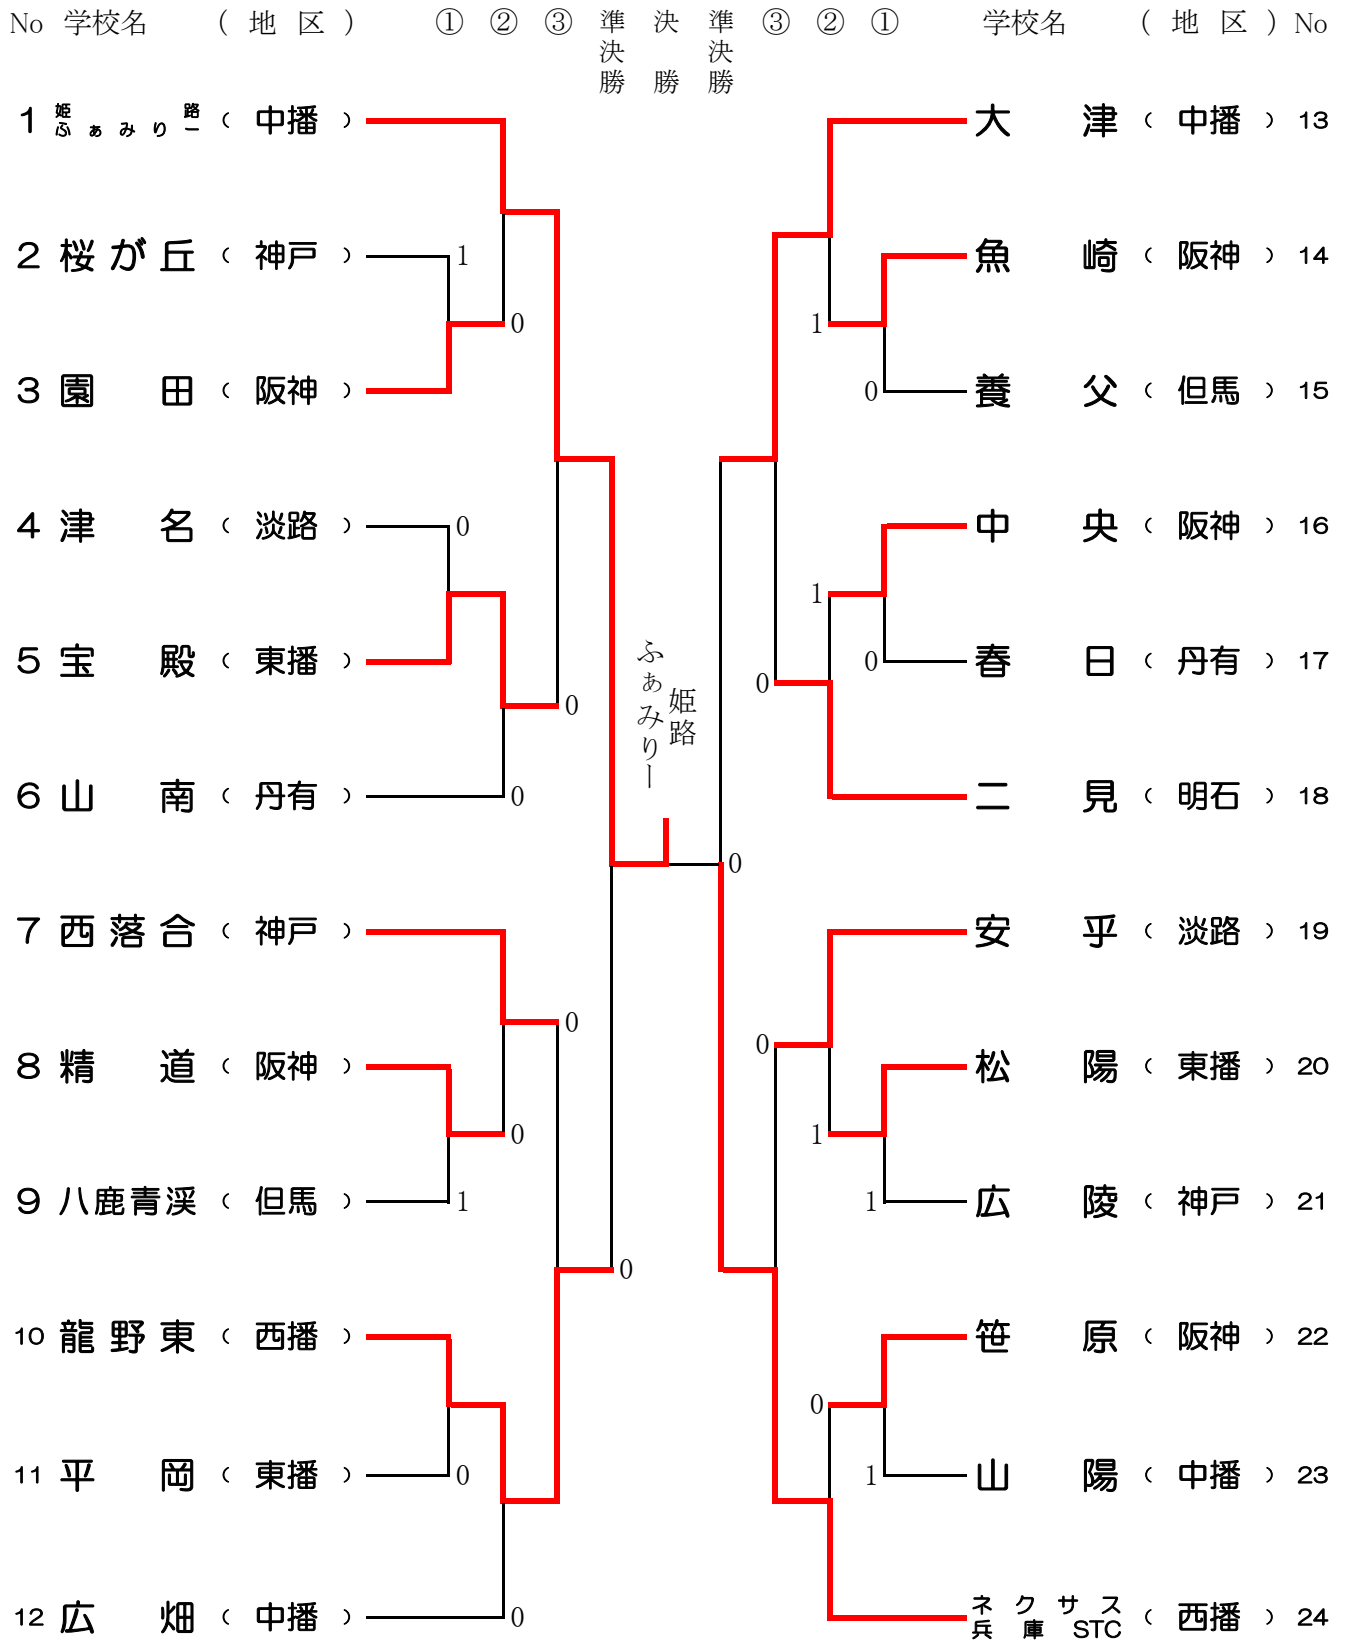 No 学校名 （ 地 区 ） ① ② ③ 準決勝 決勝 準決勝 ③ ② ① 学校名 （ 地 区 ） No
1 姫路ふぁみりー （ 中播 ） 大津 （ 中播 ） 13
2 桜が丘 （ 神戸 ） 1 魚崎 （ 阪神 ） 14
0 1
3 園田 （ 阪神 ） 0 養父 （ 但馬 ） 15
4 津名 （ 淡路 ） 0 中央 （ 阪神 ） 16
1
5 宝殿 （ 東播 ） 0 春日 （ 丹有 ） 17
0 0
姫路
ふぁみりー
6 山南 （ 丹有 ） 0 二見 （ 明石 ） 18
0
7 西落合 （ 神戸 ） 安乎 （ 淡路 ） 19
0 0
8 精道 （ 阪神 ） 松陽 （ 東播 ） 20
0 1
9 八鹿青渓 （ 但馬 ） 1 1 広陵 （ 神戸 ） 21
0
10 龍野東 （ 西播 ） 笹原 （ 阪神 ） 22
0
11 平岡 （ 東播 ） 0 1 山陽 （ 中播 ） 23
12 広畑 （ 中播 ） 0 ネクサス兵庫STC （ 西播 ） 24